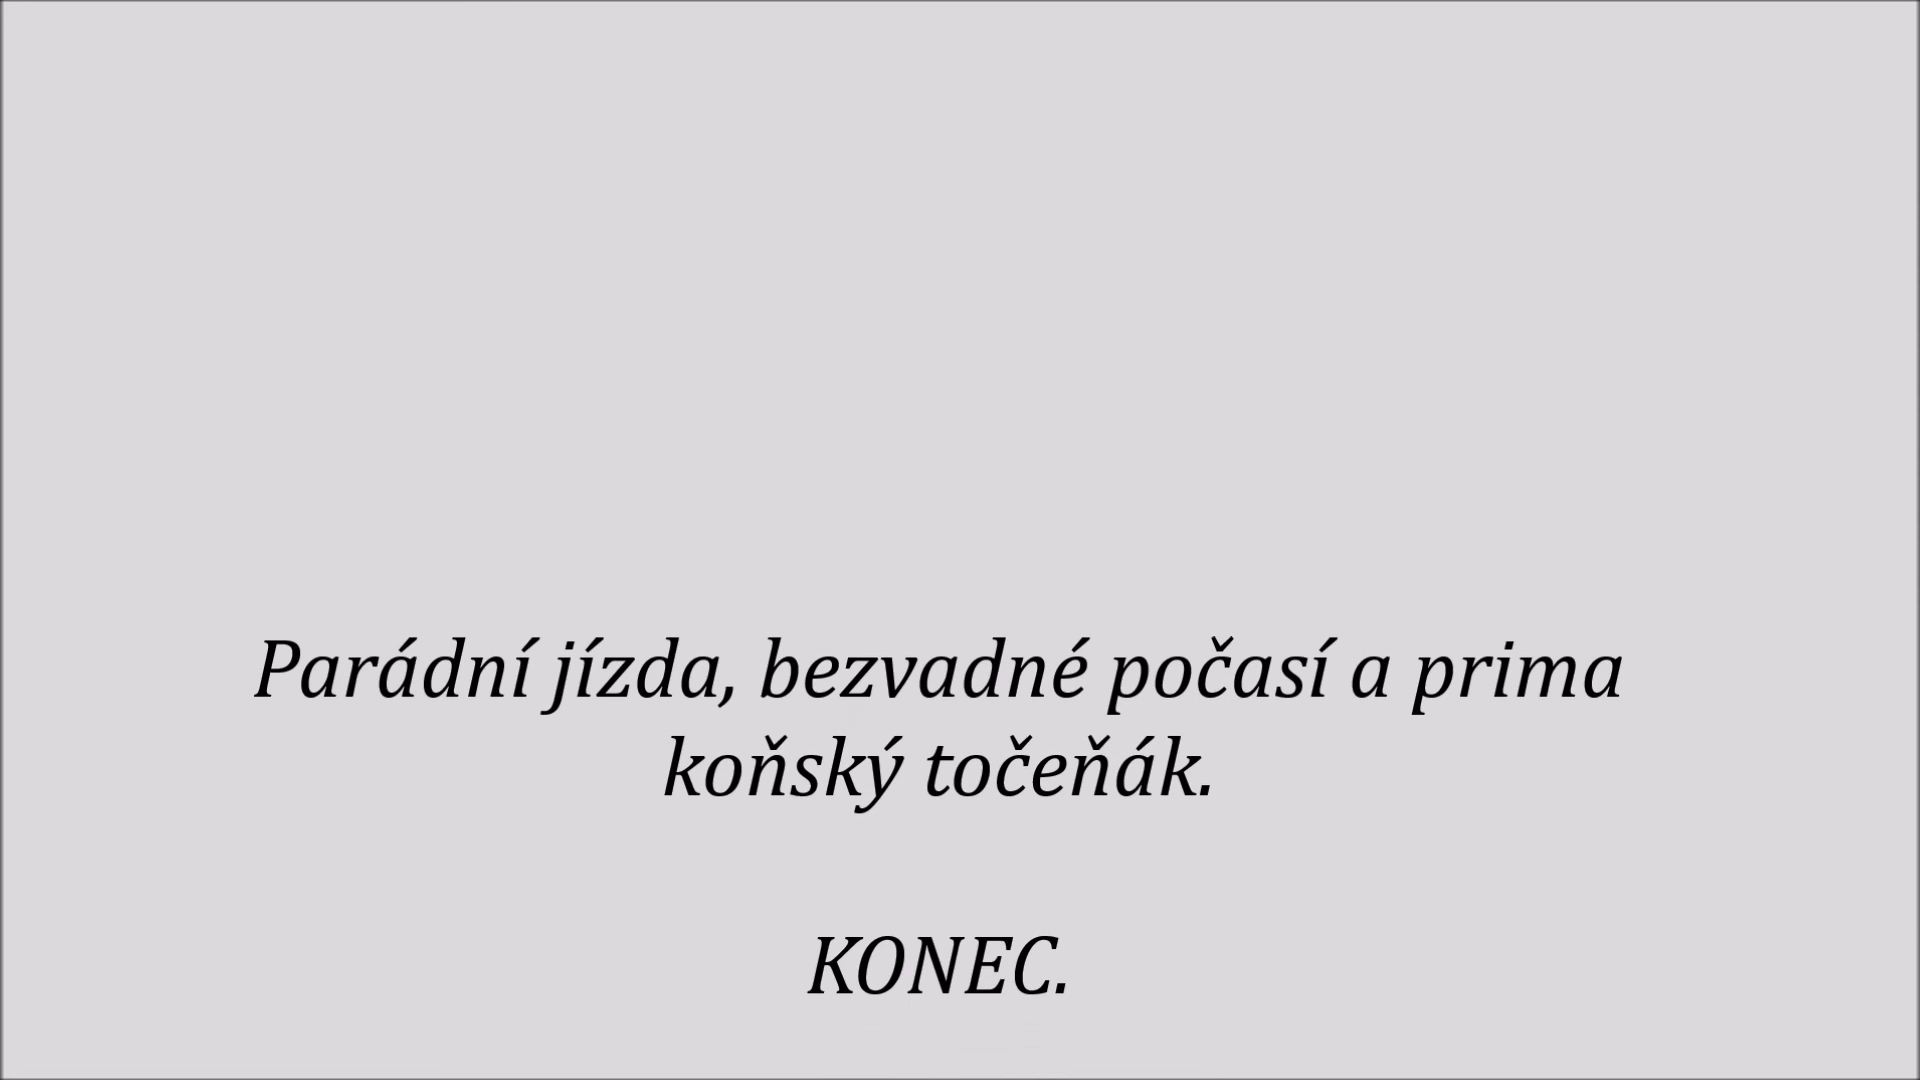 Parádní jízda, bezvadné počasí a prima
koňský točeňák.
KONEC.